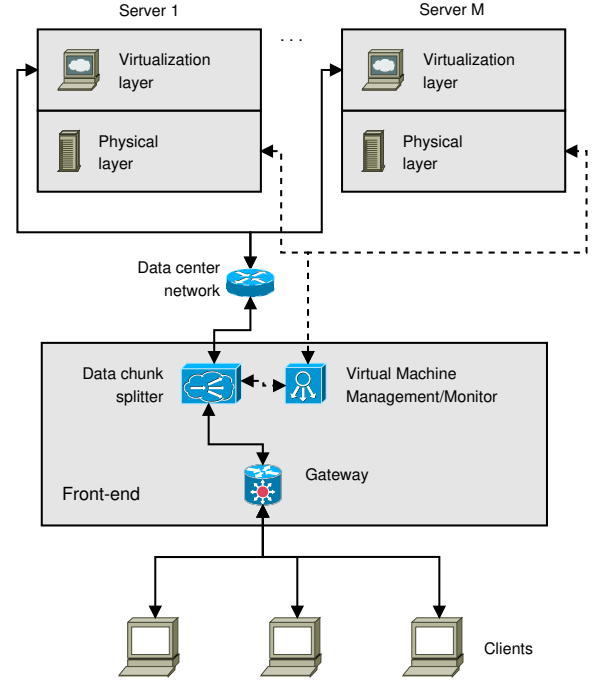 Server 1
. . .
Server M
Virtualization
layer
Virtualization
layer
Physical
layer
Physical
layer
Data center
network
Data chunk
splitter
Virtual Machine
Management/Monitor
Gateway
Front-end
Clients